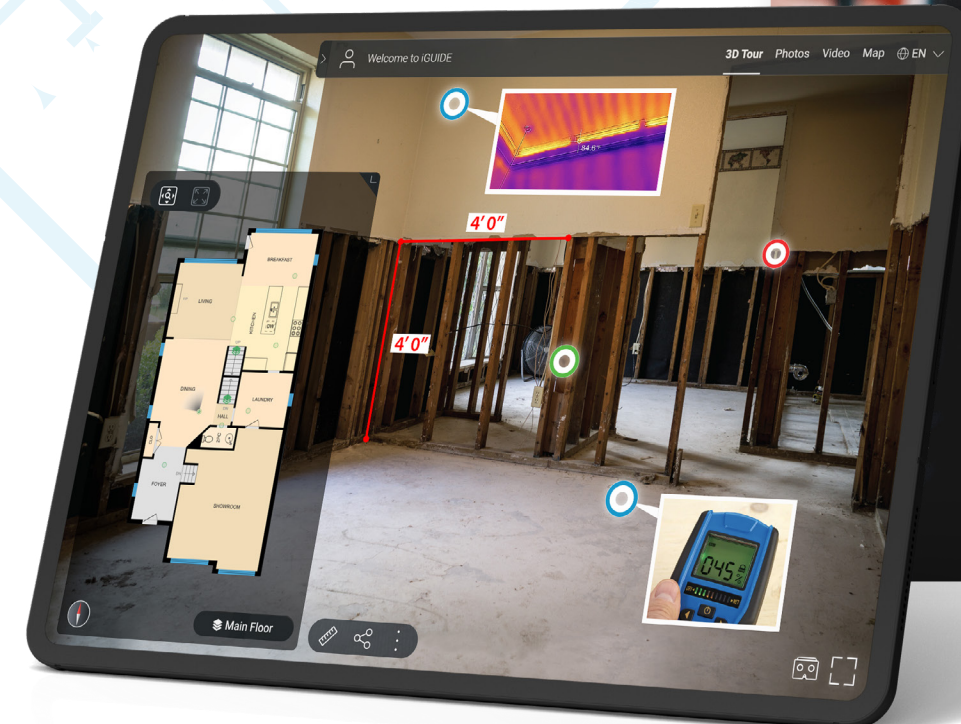 Welcome to iGUIDE
3D Tour
Photos
Video
Map
EN
84.6°
4' 0"
4' 0"
BREAKFAST
LIVING
KITCHEN
DINING
LAUNDRY
HALL
2PC
FOYER
SHOWROOM
045
Main Floor